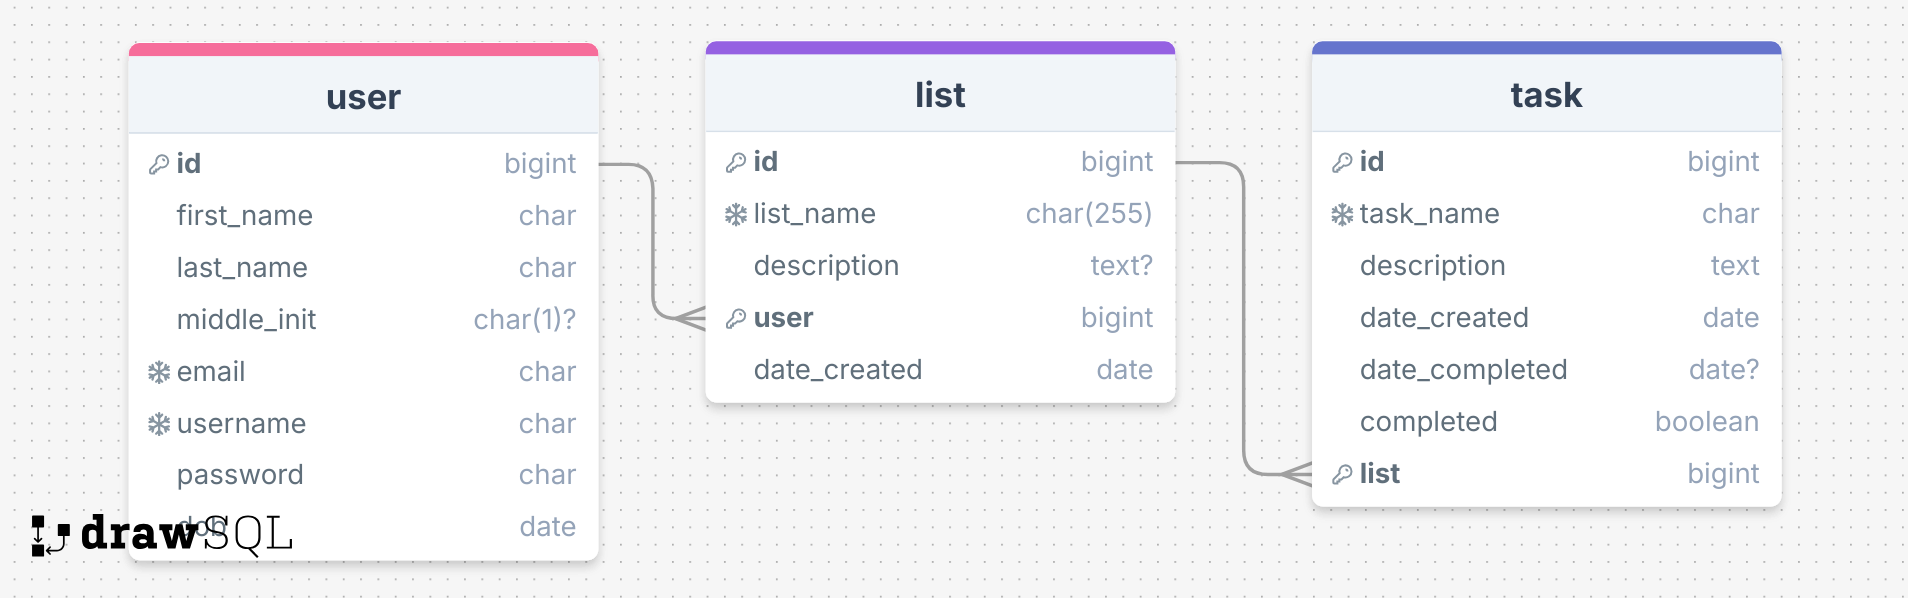 user
id bigint
first_name char
last_name char
middle_init char(1)?
email char
username char
password char
dob date
drawSQL
list
id bigint
list_name char(255)
description text?
user bigint
date_created date
task
id bigint
task_name char
description text
date_created date
date_completed date?
completed boolean
list bigint